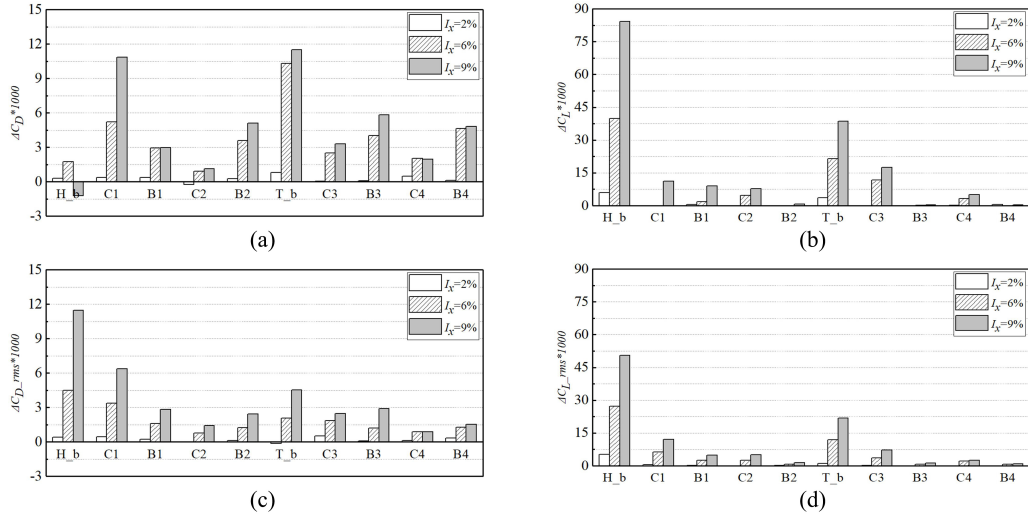 15
12
9
6
3
0
-3
ΔC_D*1000
I_x=2%
I_x=6%
I_x=9%
H_b C1 B1 C2 B2 T_b C3 B3 C4 B4
(a)
90
75
60
45
30
15
0
ΔC_L*1000
I_x=2%
I_x=6%
I_x=9%
H_b C1 B1 C2 B2 T_b C3 B3 C4 B4
(b)
15
12
9
6
3
0
-3
ΔC_D_rms*1000
I_x=2%
I_x=6%
I_x=9%
H_b C1 B1 C2 B2 T_b C3 B3 C4 B4
(c)
90
75
60
45
30
15
0
ΔC_L_rms*1000
I_x=2%
I_x=6%
I_x=9%
H_b C1 B1 C2 B2 T_b C3 B3 C4 B4
(d)